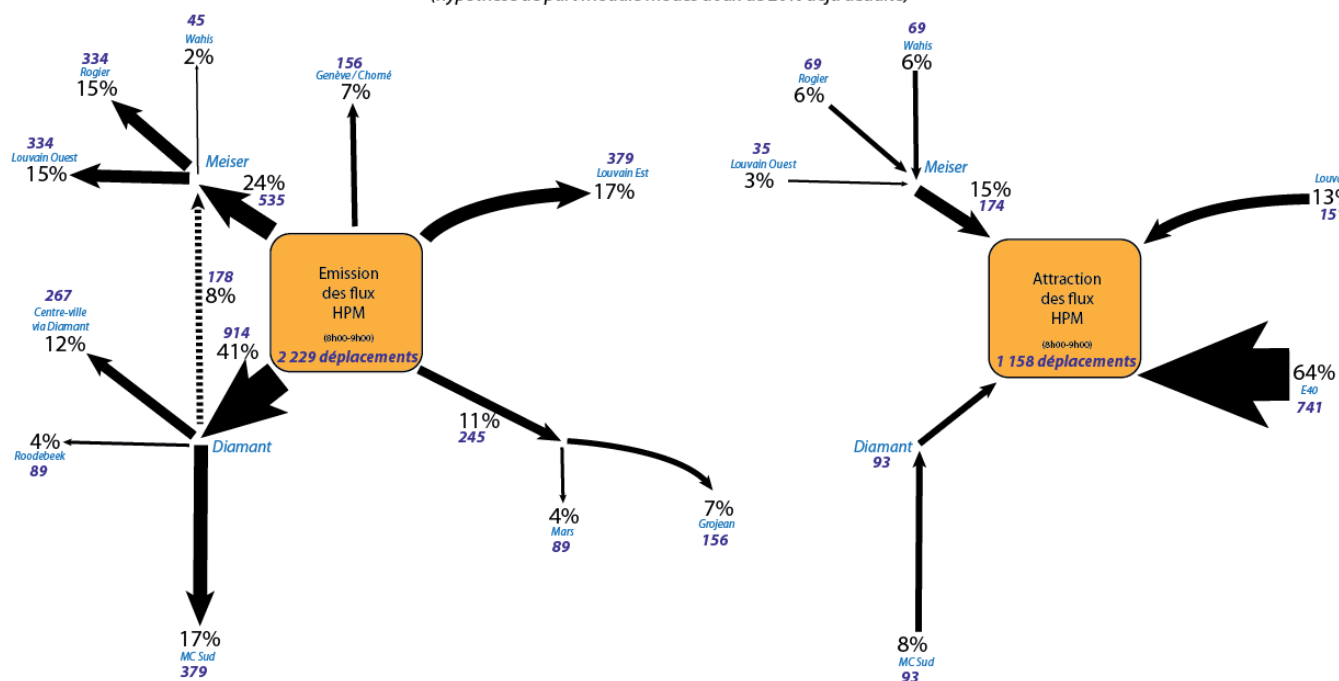 45
Wahis
2%
334
Rogier
15%
156
Genève / Chomé
7%
334
Louvain Ouest
15%
Meiser
24%
535
379
Louvain Est
17%
Emission
des flux
HPM
(8h00-9h00)
2 229 déplacements
178
8%
267
Centre-ville
via Diamant
12%
914
41%
4%
Roodebeek
89
Diamant
11%
245
4%
Mars
89
7%
Grojean
156
17%
MC Sud
379
69
Wahis
6%
69
Rogier
6%
35
Louvain Ouest
3%
Meiser
15%
174
13%
Attraction
des flux
HPM
(8h00-9h00)
1 158 déplacements
64%
E40
741
Diamant
93
8%
MC Sud
93